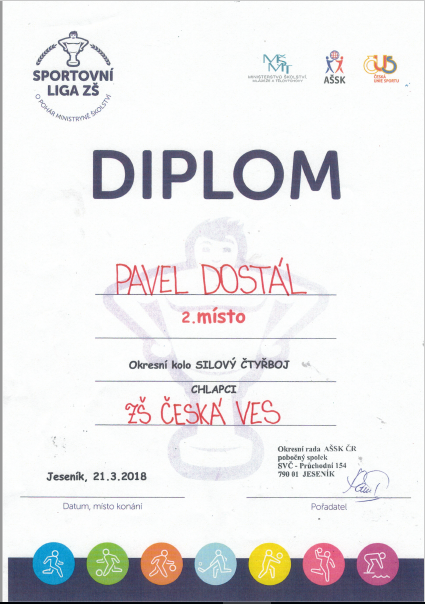 SPORTOVNÍ
LIGA ZŠ
O POHÁR MINISTRYNĚ ŠKOLSTVÍ
MŠMT
MINISTERSTVO ŠKOLSTVÍ,
MLÁDEŽE A TĚLOVÝCHOVY
AŠSK
ČUS
ČESKÁ
UNIE SPORTU
DIPLOM
PAVEL DOSTÁL
2.místo
Okresní kolo SILOVÝ ČTYŘBOJ
CHLAPCI
ZŠ ČESKÁ VES
Okresní rada AŠSK ČR
pobočný spolek
SVČ - Průchodní 154
790 01 JESENÍK
Jeseník, 21.3.2018
Datum, místo konání
Pořadatel